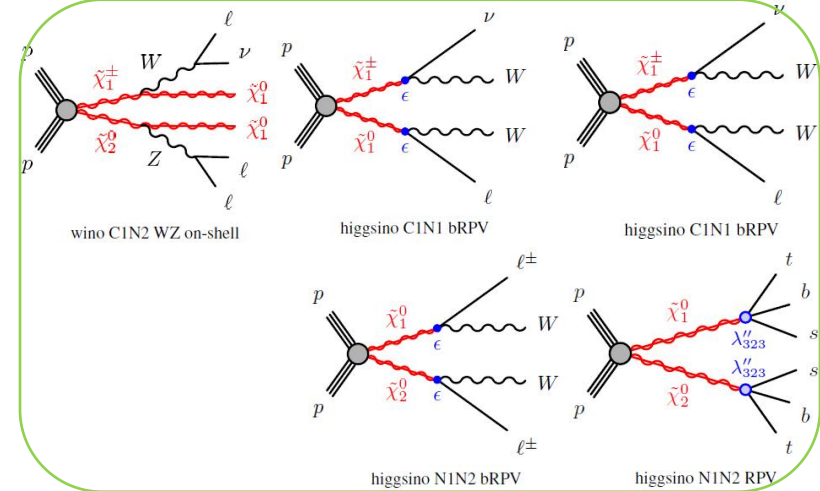 p
p
χ̃₁±
χ̃₂⁰
W
Z
ℓ
ν
χ̃₁⁰
χ̃₁⁰
ℓ
ℓ
wino C1N2 WZ on-shell
p
p
χ̃₁±
χ̃₁⁰
ϵ
ϵ
ν
W
W
ℓ
higgsino C1N1 bRPV
p
p
χ̃₁±
χ̃₁⁰
ϵ
ϵ
ν
W
W
ℓ
higgsino C1N1 bRPV
p
p
χ̃₁⁰
χ̃₂⁰
ϵ
ϵ
ℓ±
W
W
ℓ±
higgsino N1N2 bRPV
p
p
χ̃₁⁰
χ̃₂⁰
λ″₃₂₃
λ″₃₂₃
t
b
s
s
b
t
higgsino N1N2 RPV